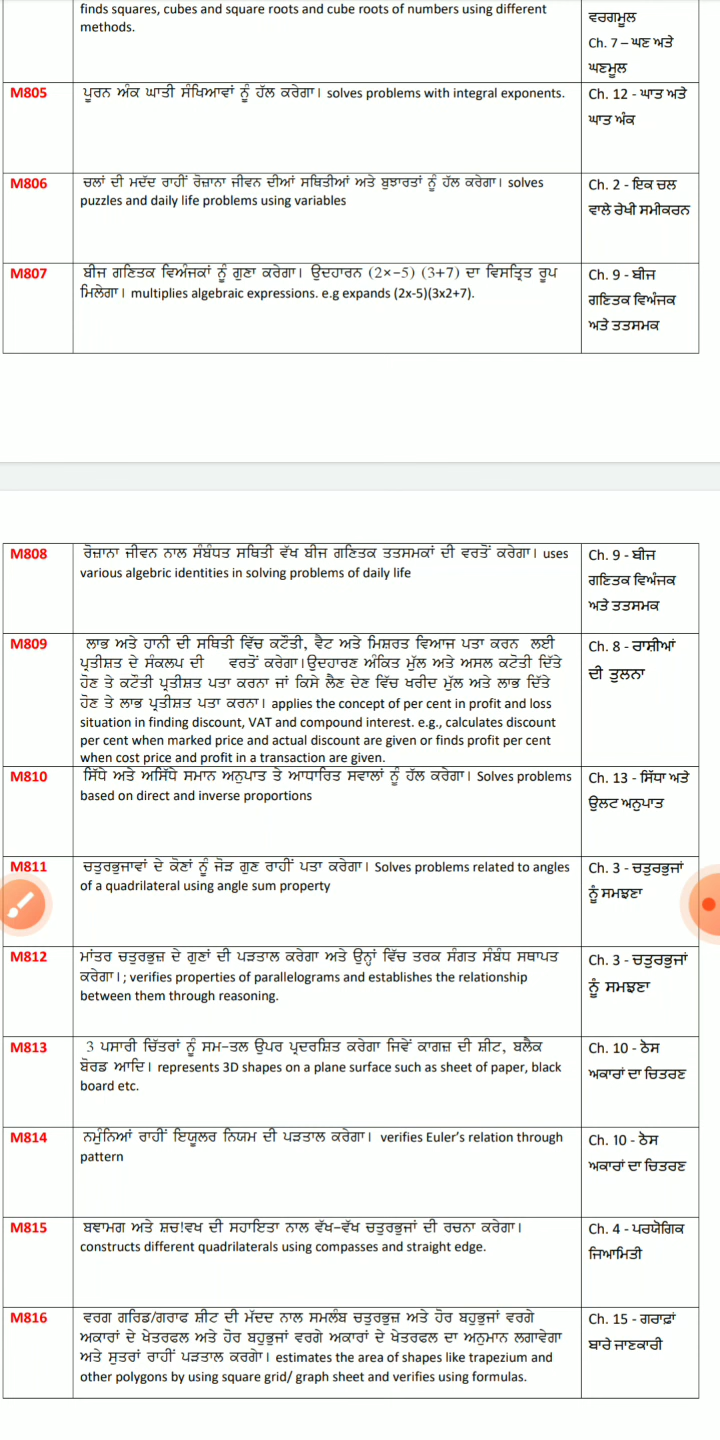 finds squares, cubes and square roots and cube roots of numbers using different
methods.
ਵਰਗਮੂਲ
Ch. 7 – ਘਣ ਅਤੇ
ਘਣਮੂਲ
M805
ਪੂਰਨ ਅੰਕ ਘਾਤੀ ਸੰਖਿਆਵਾਂ ਨੂੰ ਹੱਲ ਕਰੇਗਾ। solves problems with integral exponents.
Ch. 12 - ਘਾਤ ਅਤੇ
ਘਾਤ ਅੰਕ
M806
ਚਲਾਂ ਦੀ ਮਦੱਦ ਰਾਹੀਂ ਰੋਜ਼ਾਨਾ ਜੀਵਨ ਦੀਆਂ ਸਥਿਤੀਆਂ ਅਤੇ ਬੁਝਾਰਤਾਂ ਨੂੰ ਹੱਲ ਕਰੇਗਾ। solves
puzzles and daily life problems using variables
Ch. 2 - ਇਕ ਚਲ
ਵਾਲੇ ਰੇਖੀ ਸਮੀਕਰਨ
M807
ਬੀਜ ਗਣਿਤਕ ਵਿਅੰਜਕਾਂ ਨੂੰ ਗੁਣਾ ਕਰੇਗਾ। ਉਦਹਾਰਨ (2×-5) (3+7) ਦਾ ਵਿਸਤ੍ਰਿਤ ਰੂਪ
ਮਿਲੇਗਾ। multiplies algebraic expressions. e.g expands (2x-5)(3x2+7).
Ch. 9 - ਬੀਜ
ਗਣਿਤਕ ਵਿਅੰਜਕ
ਅਤੇ ਤਤਸਮਕ
M808
ਰੋਜ਼ਾਨਾ ਜੀਵਨ ਨਾਲ ਸੰਬੰਧਤ ਸਥਿਤੀ ਵੱਖ ਬੀਜ ਗਣਿਤਕ ਤਤਸਮਕਾਂ ਦੀ ਵਰਤੋਂ ਕਰੇਗਾ। uses
various algebric identities in solving problems of daily life
Ch. 9 - ਬੀਜ
ਗਣਿਤਕ ਵਿਅੰਜਕ
ਅਤੇ ਤਤਸਮਕ
M809
ਲਾਭ ਅਤੇ ਹਾਨੀ ਦੀ ਸਥਿਤੀ ਵਿੱਚ ਕਟੌਤੀ, ਵੈਟ ਅਤੇ ਮਿਸ਼ਰਤ ਵਿਆਜ ਪਤਾ ਕਰਨ ਲਈ
ਪ੍ਰਤੀਸ਼ਤ ਦੇ ਸੰਕਲਪ ਦੀ ਵਰਤੋਂ ਕਰੇਗਾ।ਉਦਹਾਰਣ ਅੰਕਿਤ ਮੁੱਲ ਅਤੇ ਅਸਲ ਕਟੋਤੀ ਦਿੱਤੇ
ਹੋਣ ਤੇ ਕਟੌਤੀ ਪ੍ਰਤੀਸ਼ਤ ਪਤਾ ਕਰਨਾ ਜਾਂ ਕਿਸੇ ਲੈਣ ਦੇਣ ਵਿੱਚ ਖਰੀਦ ਮੁੱਲ ਅਤੇ ਲਾਭ ਦਿੱਤੇ
ਹੋਣ ਤੇ ਲਾਭ ਪ੍ਰਤੀਸ਼ਤ ਪਤਾ ਕਰਣਾ। applies the concept of per cent in profit and loss
situation in finding discount, VAT and compound interest. e.g., calculates discount
per cent when marked price and actual discount are given or finds profit per cent
when cost price and profit in a transaction are given.
Ch. 8 - ਰਾਸ਼ੀਆਂ
ਦੀ ਤੁਲਨਾ
M810
ਸਿੱਧੇ ਅਤੇ ਅਸਿੱਧੇ ਸਮਾਨ ਅਨੁਪਾਤ ਤੇ ਆਧਾਰਿਤ ਸਵਾਲਾਂ ਨੂੰ ਹੱਲ ਕਰੇਗਾ। Solves problems
based on direct and inverse proportions
Ch. 13 - ਸਿੱਧਾ ਅਤੇ
ਉਲਟ ਅਨੁਪਾਤ
M811
ਚਤੁਰਭੁਜਾਵਾਂ ਦੇ ਕੋਣਾਂ ਨੂੰ ਜੋੜ ਗੁਣ ਰਾਹੀਂ ਪਤਾ ਕਰੇਗਾ। Solves problems related to angles
of a quadrilateral using angle sum property
Ch. 3 - ਚਤੁਰਭੁਜਾਂ
ਨੂੰ ਸਮਝਣਾ
M812
ਮਾਂਤਰ ਚਤੁਰਭੁਜ਼ ਦੇ ਗੁਣਾਂ ਦੀ ਪੜਤਾਲ ਕਰੇਗਾ ਅਤੇ ਉਨ੍ਹਾਂ ਵਿੱਚ ਤਰਕ ਸੰਗਤ ਸੰਬੰਧ ਸਥਾਪਤ
ਕਰੇਗਾ। ; verifies properties of parallelograms and establishes the relationship
between them through reasoning.
Ch. 3 - ਚਤੁਰਭੁਜਾਂ
ਨੂੰ ਸਮਝਣਾ
M813
3 ਪਸਾਰੀ ਚਿੱਤਰਾਂ ਨੂੰ ਸਮ-ਤਲ ਉਪਰ ਪ੍ਰਦਰਸ਼ਿਤ ਕਰੇਗਾ ਜਿਵੇਂ ਕਾਗਜ਼ ਦੀ ਸ਼ੀਟ, ਬਲੈਕ
ਬੋਰਡ ਆਦਿ। represents 3D shapes on a plane surface such as sheet of paper, black
board etc.
Ch. 10 - ਠੋਸ
ਅਕਾਰਾਂ ਦਾ ਚਿਤਰਣ
M814
ਨਮੁੰਨਿਆਂ ਰਾਹੀਂ ਇਯੂਲਰ ਨਿਯਮ ਦੀ ਪੜਤਾਲ ਕਰੇਗਾ। verifies Euler’s relation through
pattern
Ch. 10 - ਠੋਸ
ਅਕਾਰਾਂ ਦਾ ਚਿਤਰਣ
M815
ਬਞਾਮਗ ਅਤੇ ਸ਼ਚ!ਵਖ ਦੀ ਸਹਾਇਤਾ ਨਾਲ ਵੱਖ-ਵੱਖ ਚਤੁਰਭੁਜਾਂ ਦੀ ਰਚਨਾ ਕਰੇਗਾ।
constructs different quadrilaterals using compasses and straight edge.
Ch. 4 - ਪਰਯੋਗਿਕ
ਜਿਆਮਿਤੀ
M816
ਵਰਗ ਗਰਿਡ/ਗਰਾਫ ਸ਼ੀਟ ਦੀ ਮੱਦਦ ਨਾਲ ਸਮਲੰਬ ਚਤੁਰਭੁਜ਼ ਅਤੇ ਹੋਰ ਬਹੁਭੁਜਾਂ ਵਰਗੇ
ਅਕਾਰਾਂ ਦੇ ਖੇਤਰਫਲ ਅਤੇ ਹੋਰ ਬਹੁਭੁਜਾਂ ਵਰਗੇ ਅਕਾਰਾਂ ਦੇ ਖੇਤਰਫਲ ਦਾ ਅਨੁਮਾਨ ਲਗਾਵੇਗਾ
ਅਤੇ ਸੁਤਰਾਂ ਰਾਹੀਂ ਪੜਤਾਲ ਕਰਗੇਾ। estimates the area of shapes like trapezium and
other polygons by using square grid/ graph sheet and verifies using formulas.
Ch. 15 - ਗਰਾਫ਼ਾਂ
ਬਾਰੇ ਜਾਣਕਾਰੀ